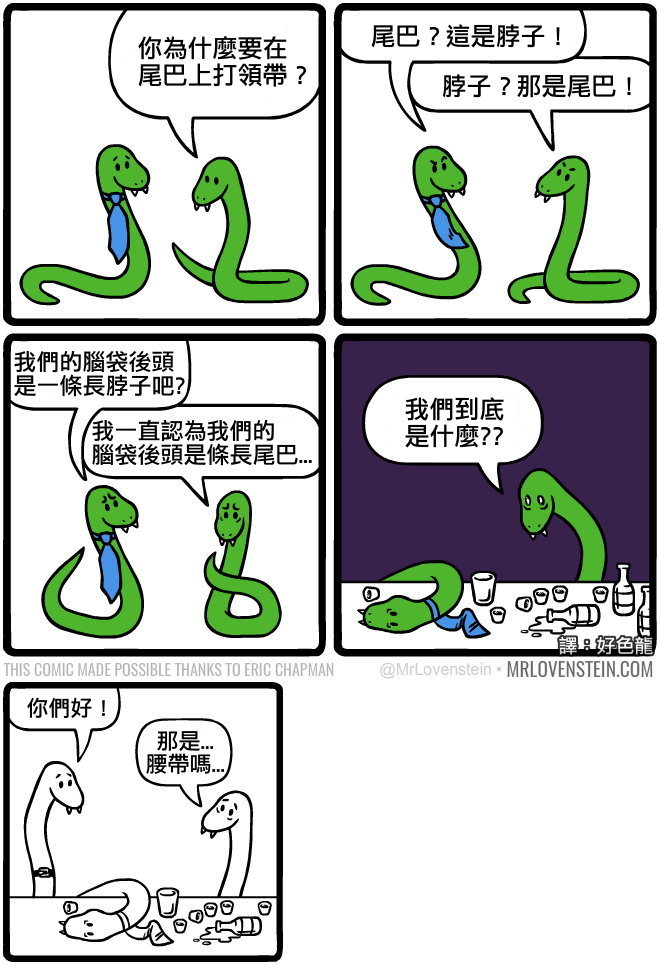 你為什麼要在
尾巴上打領帶？
尾巴？這是脖子！
脖子？那是尾巴！
我們的腦袋後頭
是一條長脖子吧?
我一直認為我們的
腦袋後頭是條長尾巴...
我們到底
是什麼??
譯：好色龍
THIS COMIC MADE POSSIBLE THANKS TO ERIC CHAPMAN
@MrLovenstein • MRLOVENSTEIN.COM
你們好！
那是...
腰帶嗎...